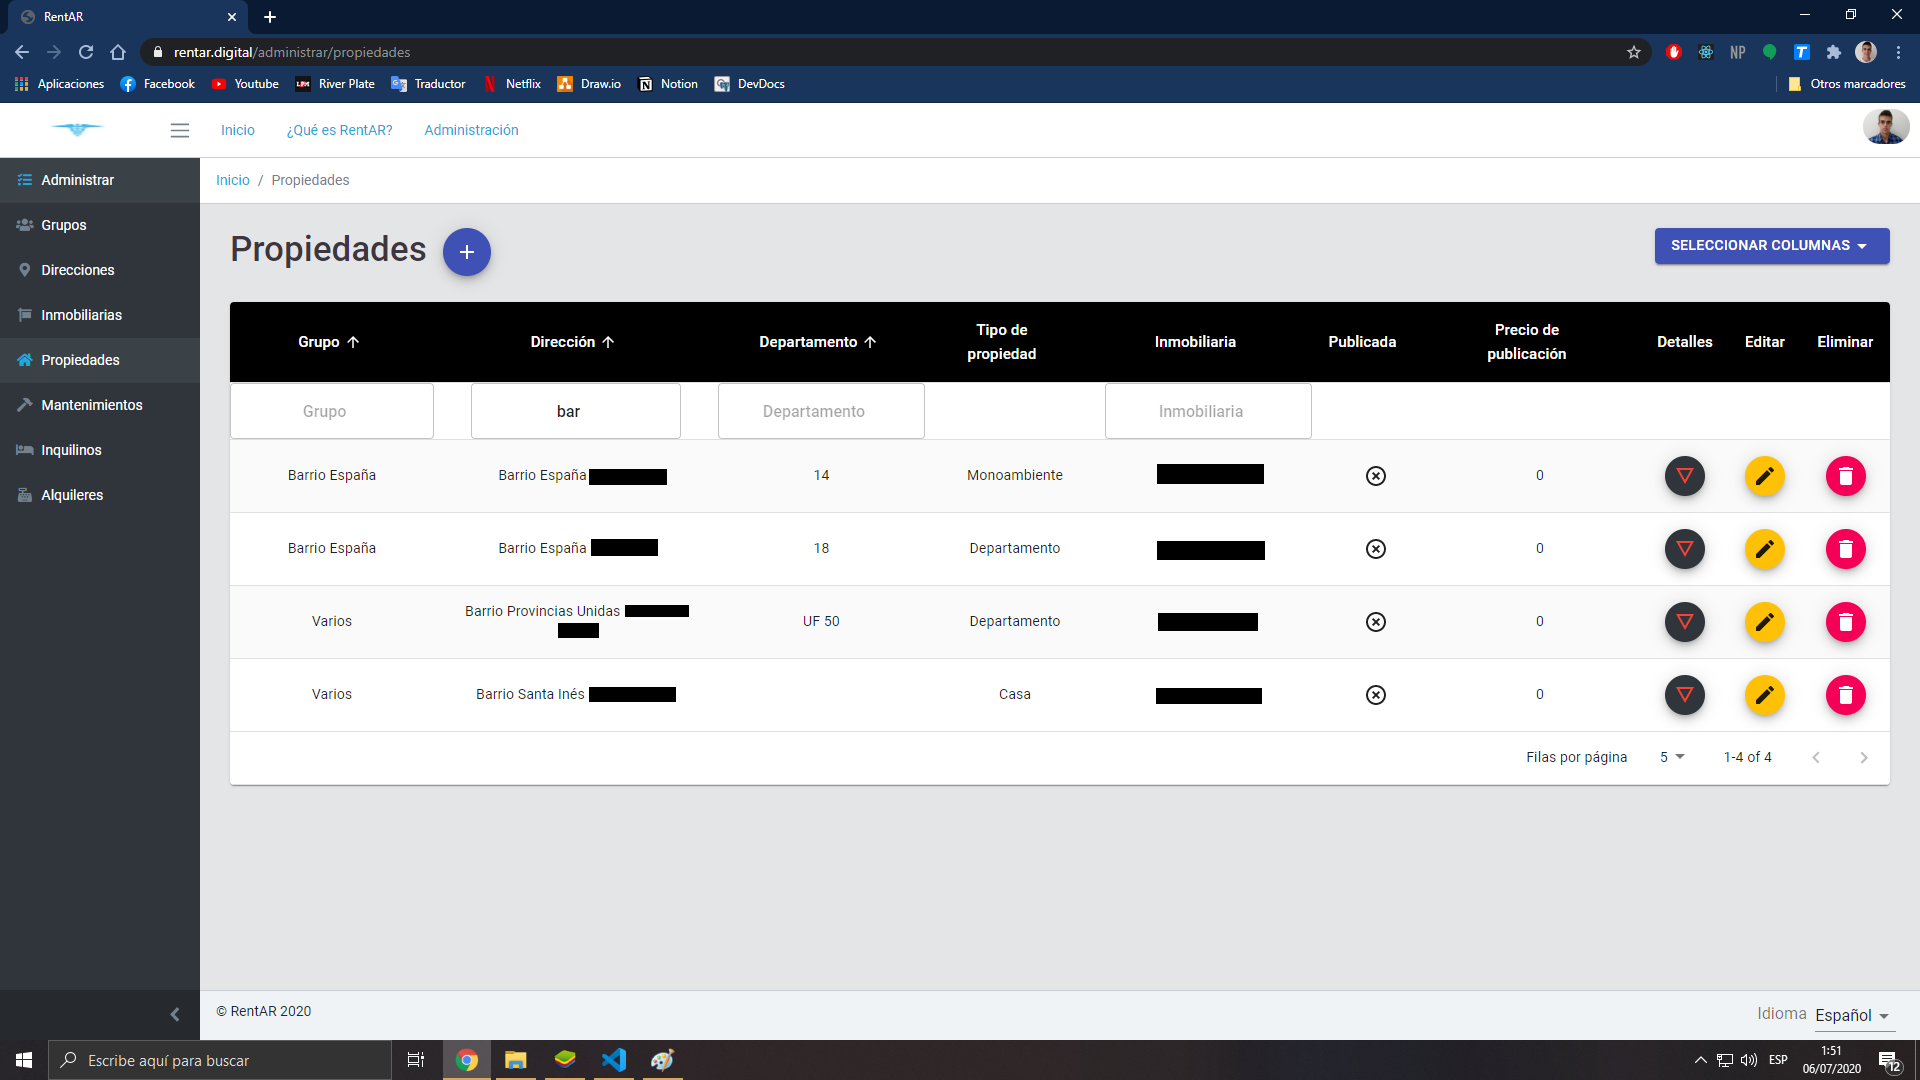 RentAR
rentar.digital/administrar/propiedades
NP
Aplicaciones
Facebook
Youtube
River Plate
Traductor
Netflix
Draw.io
Notion
DevDocs
Otros marcadores
Inicio
¿Qué es RentAR?
Administración
Administrar
Grupos
Direcciones
Inmobiliarias
Propiedades
Mantenimientos
Inquilinos
Alquileres
Inicio / Propiedades
Propiedades
+
SELECCIONAR COLUMNAS
Grupo
Dirección
Departamento
Tipo de
propiedad
Inmobiliaria
Publicada
Precio de
publicación
Detalles
Editar
Eliminar
Grupo
bar
Departamento
Inmobiliaria
Barrio España
Barrio España
14
Monoambiente
0
Barrio España
Barrio España
18
Departamento
0
Varios
Barrio Provincias Unidas
UF 50
Departamento
0
Varios
Barrio Santa Inés
Casa
0
Filas por página
5
1-4 of 4
© RentAR 2020
Idioma
Español
Escribe aquí para buscar
ESP
1:51
06/07/2020
12